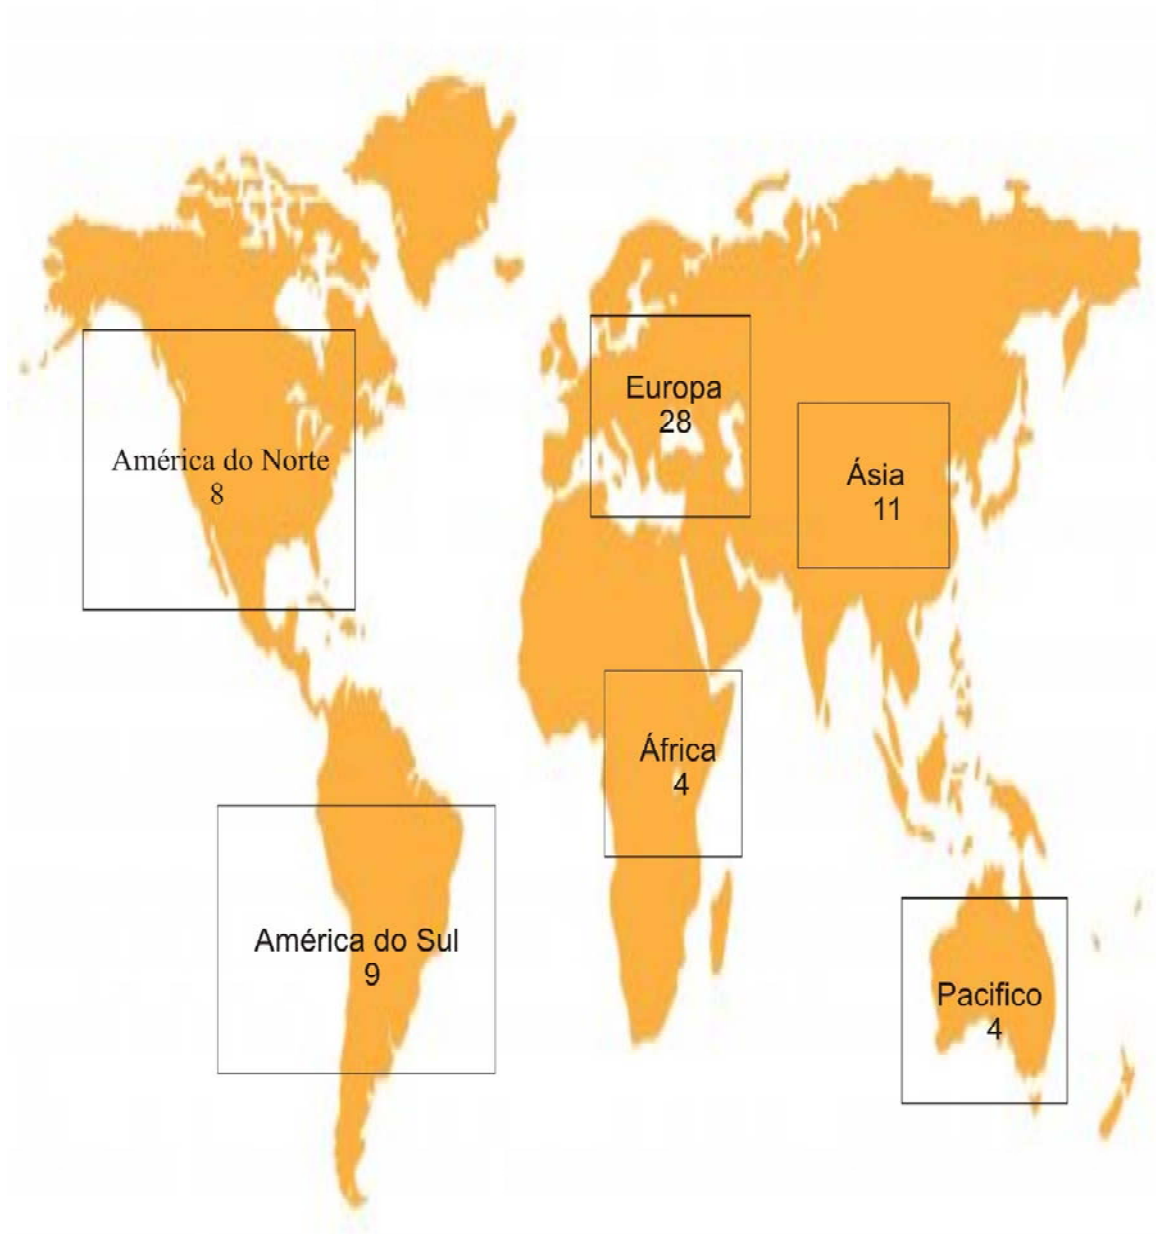 Europa
28
América do Norte
8
Ásia
11
África
4
América do Sul
9
Pacifico
4